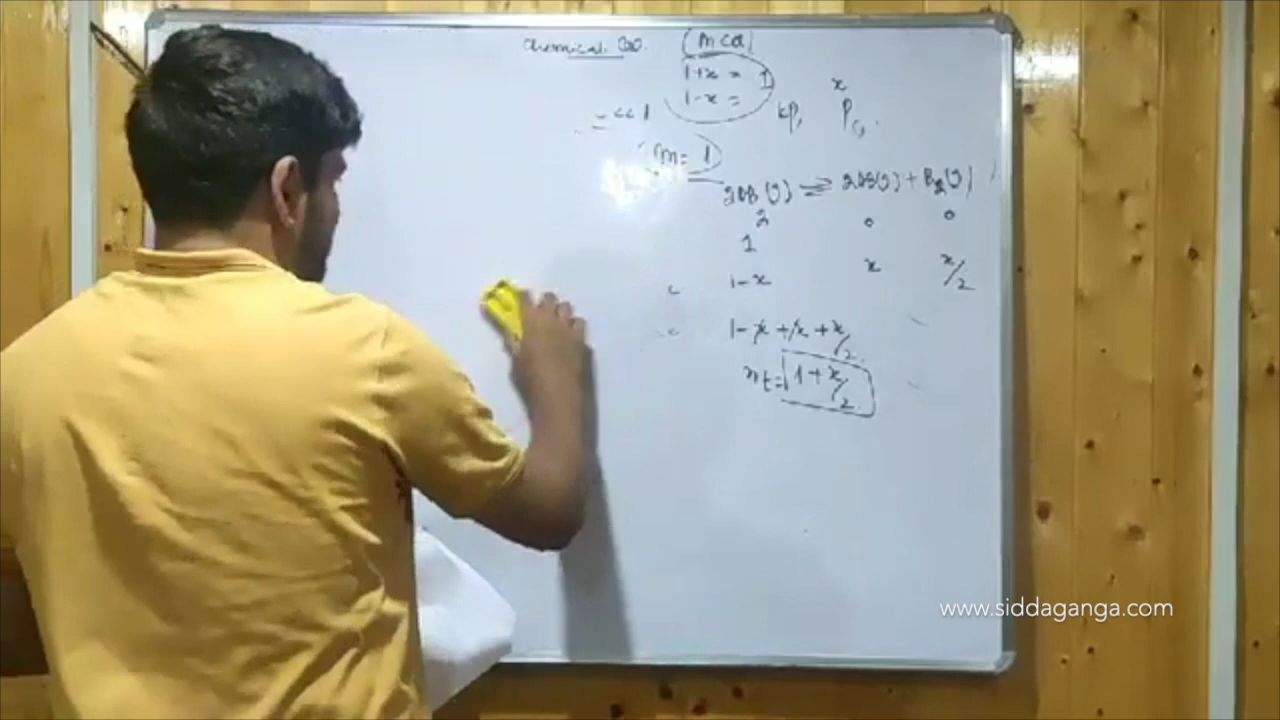 chemical Eqb. (MCQ)
1+x = 1
1-x =
x
<< 1
kp, P,
m = 1
2AB(g) ⇌ 2AB(g) + B₂(g)
2 0 0
1
1-x x x/2
1-x+x+x/2
nt = 1+x/2
www.siddaganga.com